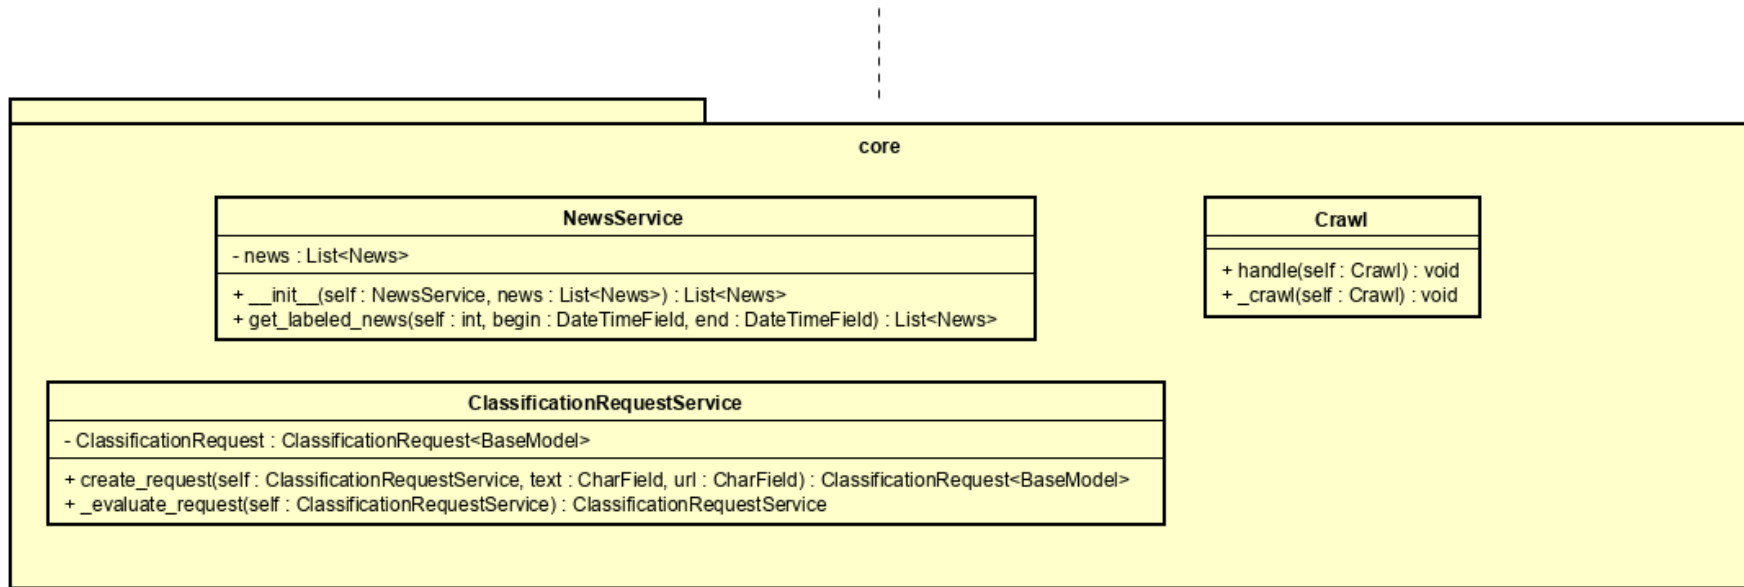 core
NewsService
- news : List<News>
+ __init__(self : NewsService, news : List<News>) : List<News>
+ get_labeled_news(self : int, begin : DateTimeField, end : DateTimeField) : List<News>
Crawl
+ handle(self : Crawl) : void
+ _crawl(self : Crawl) : void
ClassificationRequestService
- ClassificationRequest : ClassificationRequest<BaseModel>
+ create_request(self : ClassificationRequestService, text : CharField, url : CharField) : ClassificationRequest<BaseModel>
+ _evaluate_request(self : ClassificationRequestService) : ClassificationRequestService